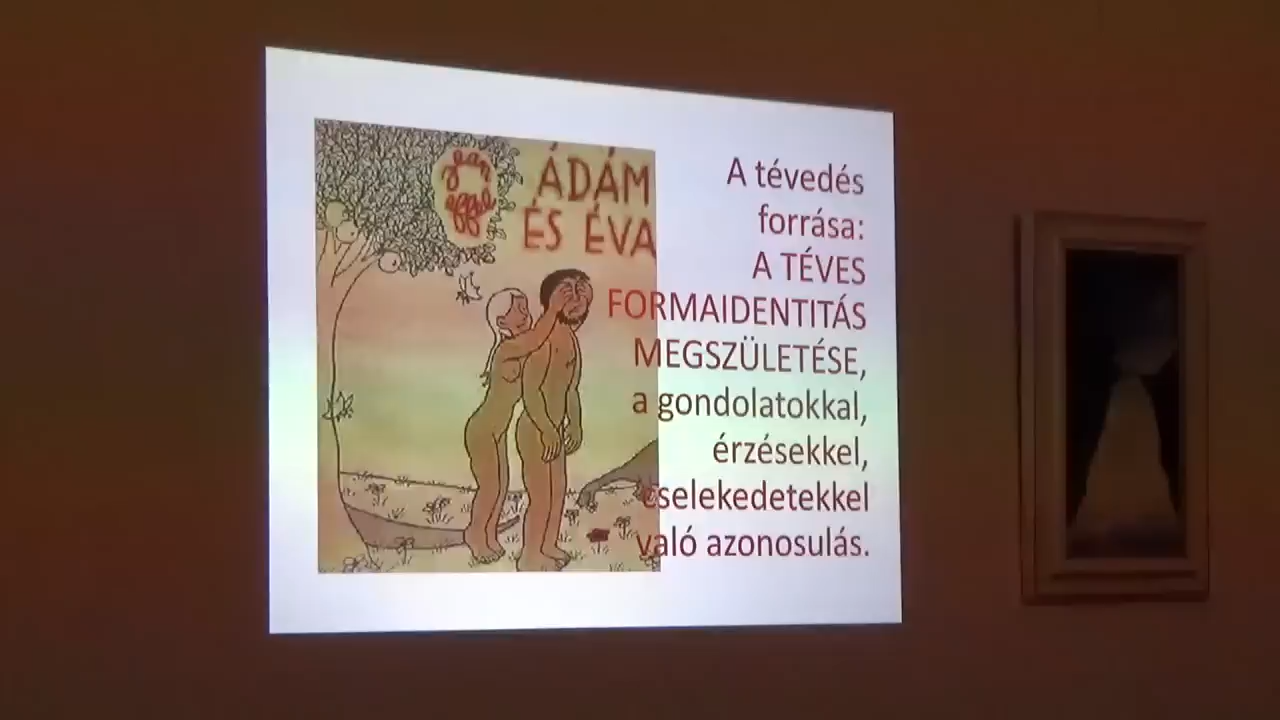 Jean
Effel
ÁDÁM
ÉS ÉVA
A tévedés
forrása:
A TÉVES
FORMAIDENTITÁS
MEGSZÜLETÉSE,
a gondolatokkal,
érzésekkel,
cselekedetekkel
való azonosulás.